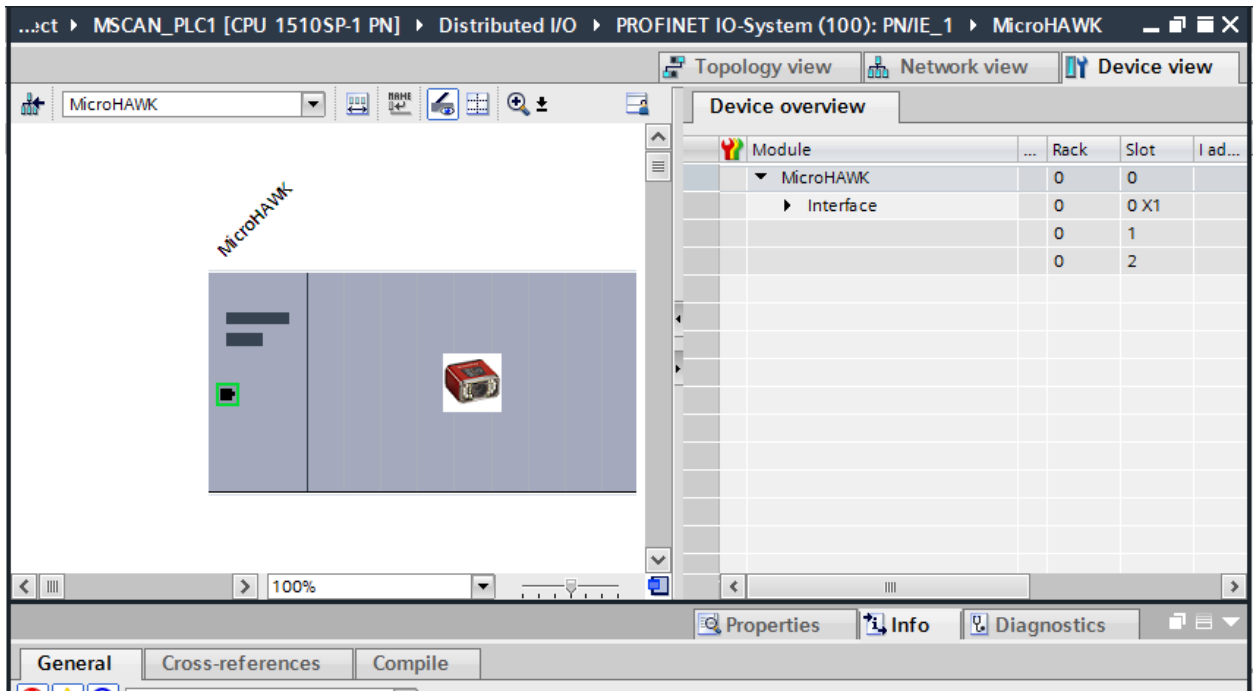 ...ect ▸ MSCAN_PLC1 [CPU 1510SP-1 PN] ▸ Distributed I/O ▸ PROFINET IO-System (100): PN/IE_1 ▸ MicroHAWK
Topology view Network view Device view
MicroHAWK
NAME
Device overview
Module ... Rack Slot I ad...
MicroHAWK 0 0
Interface 0 0 X1
0 1
0 2
MicroHAWK
100%
Properties Info Diagnostics
General Cross-references Compile